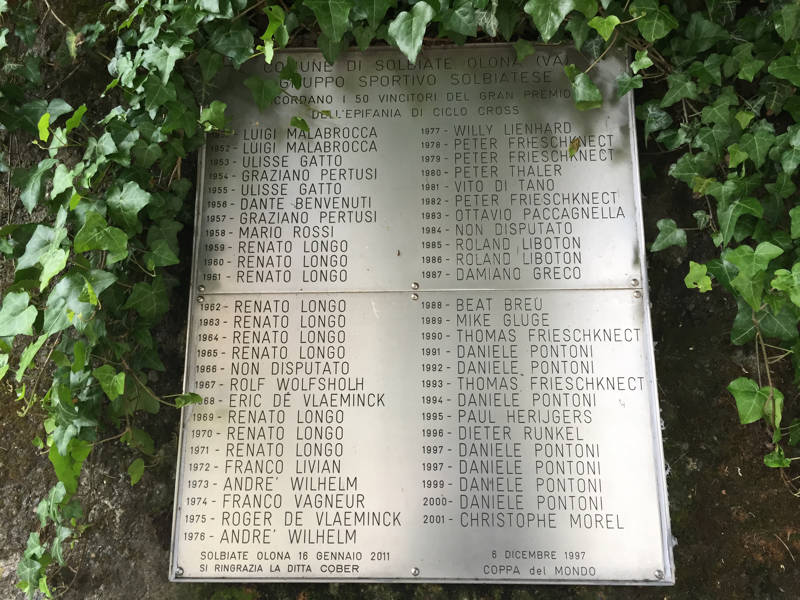 COMUNE DI SOLBIATE OLONA (VA)
GRUPPO SPORTIVO SOLBIATESE
RICORDANO I 50 VINCITORI DEL GRAN PREMIO
DELL'EPIFANIA DI CICLO CROSS
LUIGI MALABROCCA
1952 - LUIGI MALABROCCA
1953 - ULISSE GATTO
1954 - GRAZIANO PERTUSI
1955 - ULISSE GATTO
1956 - DANTE BENVENUTI
1957 - GRAZIANO PERTUSI
1958 - MARIO ROSSI
1959 - RENATO LONGO
1960 - RENATO LONGO
1961 - RENATO LONGO
1962 - RENATO LONGO
1963 - RENATO LONGO
1964 - RENATO LONGO
1965 - RENATO LONGO
1966 - NON DISPUTATO
1967 - ROLF WOLFSHOLH
1968 - ERIC DE VLAEMINCK
1969 - RENATO LONGO
1970 - RENATO LONGO
1971 - RENATO LONGO
1972 - FRANCO LIVIAN
1973 - ANDRE' WILHELM
1974 - FRANCO VAGNEUR
1975 - ROGER DE VLAEMINCK
1976 - ANDRE' WILHELM
SOLBIATE OLONA 16 GENNAIO 2011
SI RINGRAZIA LA DITTA COBER
1977 - WILLY LIENHARD
1978 - PETER FRIESCHKNECT
1979 - PETER FRIESCHKNECT
1980 - PETER THALER
1981 - VITO DI TANO
1982 - PETER FRIESCHKNECT
1983 - OTTAVIO PACCAGNELLA
1984 - NON DISPUTATO
1985 - ROLAND LIBOTON
1986 - ROLAND LIBOTON
1987 - DAMIANO GRECO
1988 - BEAT BREU
1989 - MIKE GLUGE
1990 - THOMAS FRIESCHKNECT
1991 - DANIELE PONTONI
1992 - DANIELE PONTONI
1993 - THOMAS FRIESCHKNECT
1994 - DANIELE PONTONI
1995 - PAUL HERIJGERS
1996 - DIETER RUNKEL
1997 - DANIELE PONTONI
1997 - DANIELE PONTONI
1999 - DANIELE PONTONI
2000 - DANIELE PONTONI
2001 - CHRISTOPHE MOREL
6 DICEMBRE 1997
COPPA del MONDO